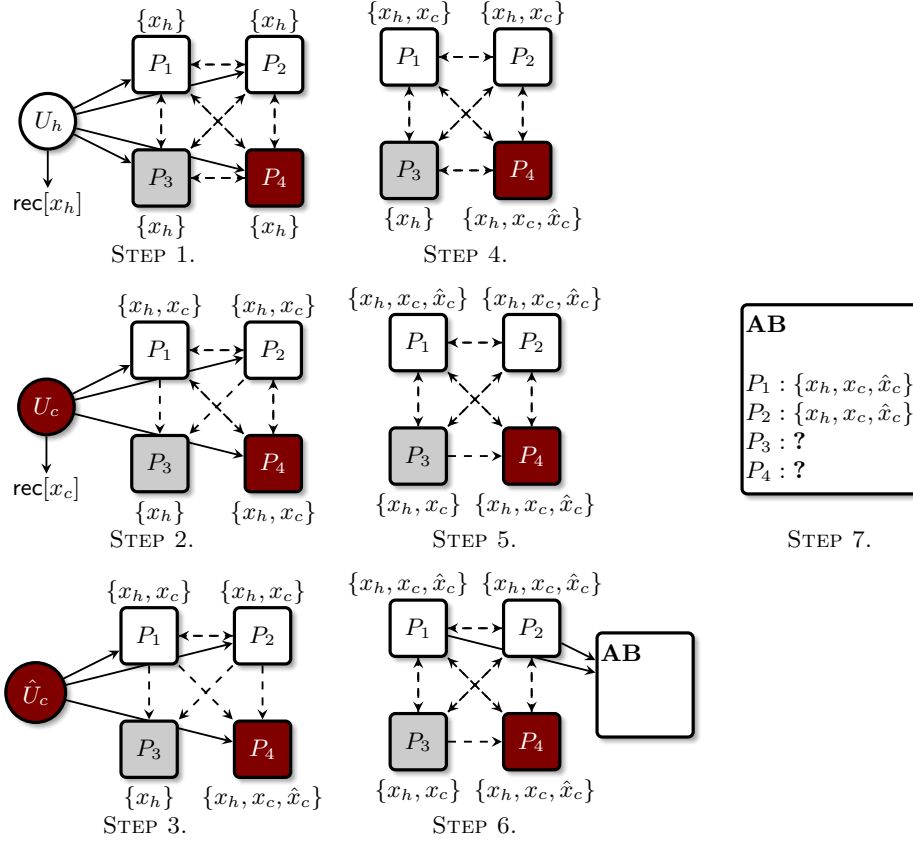 {x_h} {x_h}
P_1 P_2
U_h
P_3 P_4
rec[x_h]
{x_h} {x_h}
STEP 1.
{x_h, x_c} {x_h, x_c}
P_1 P_2
P_3 P_4
{x_h} {x_h, x_c, x̂_c}
STEP 4.
{x_h, x_c} {x_h, x_c}
P_1 P_2
U_c
P_3 P_4
rec[x_c]
{x_h} {x_h, x_c}
STEP 2.
{x_h, x_c, x̂_c} {x_h, x_c, x̂_c}
P_1 P_2
P_3 P_4
{x_h, x_c} {x_h, x_c, x̂_c}
STEP 5.
AB
P_1 : {x_h, x_c, x̂_c}
P_2 : {x_h, x_c, x̂_c}
P_3 : ?
P_4 : ?
STEP 7.
{x_h, x_c} {x_h, x_c}
P_1 P_2
Û_c
P_3 P_4
{x_h} {x_h, x_c, x̂_c}
STEP 3.
{x_h, x_c, x̂_c} {x_h, x_c, x̂_c}
P_1 P_2
AB
P_3 P_4
{x_h, x_c} {x_h, x_c, x̂_c}
STEP 6.